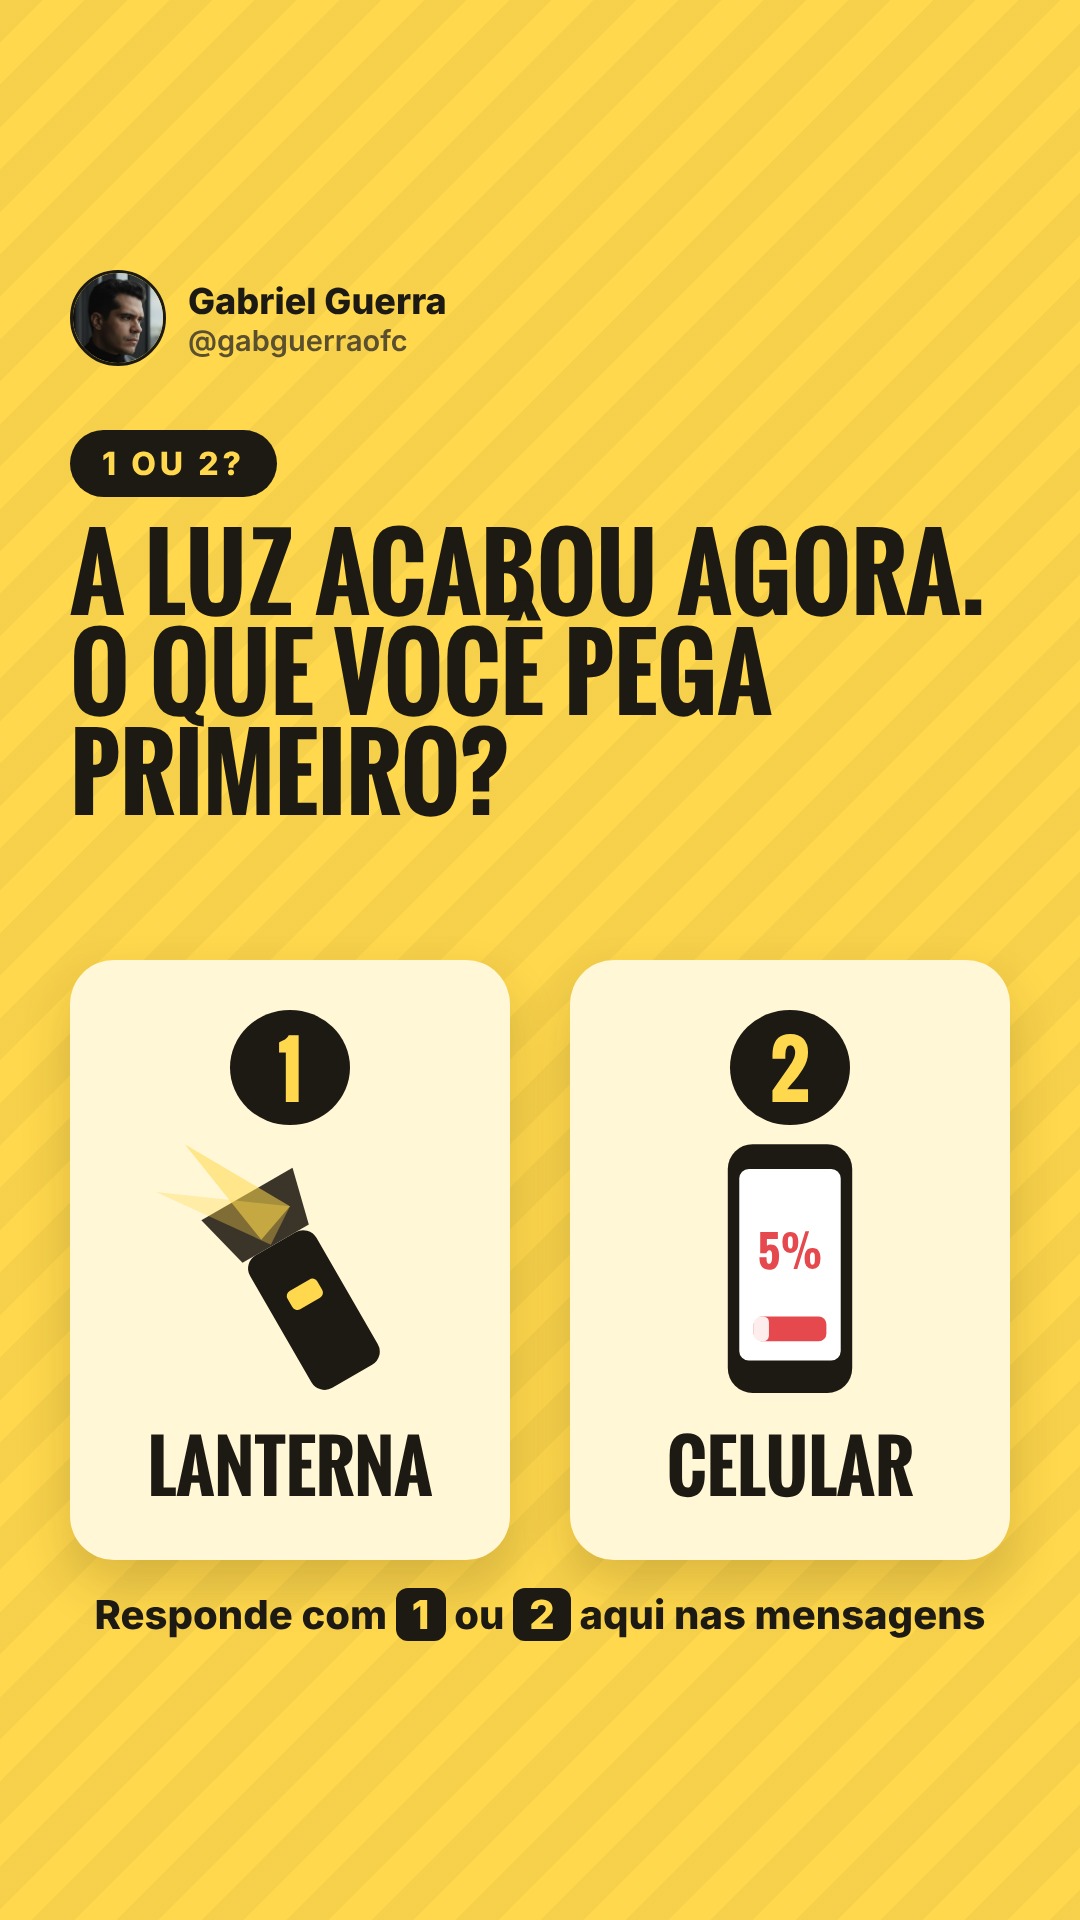 Gabriel Guerra
@gabguerraofc
1 OU 2?
A LUZ ACABOU AGORA.
O QUE VOCÊ PEGA
PRIMEIRO?
1
2
5%
LANTERNA
CELULAR
Responde com 1 ou 2 aqui nas mensagens